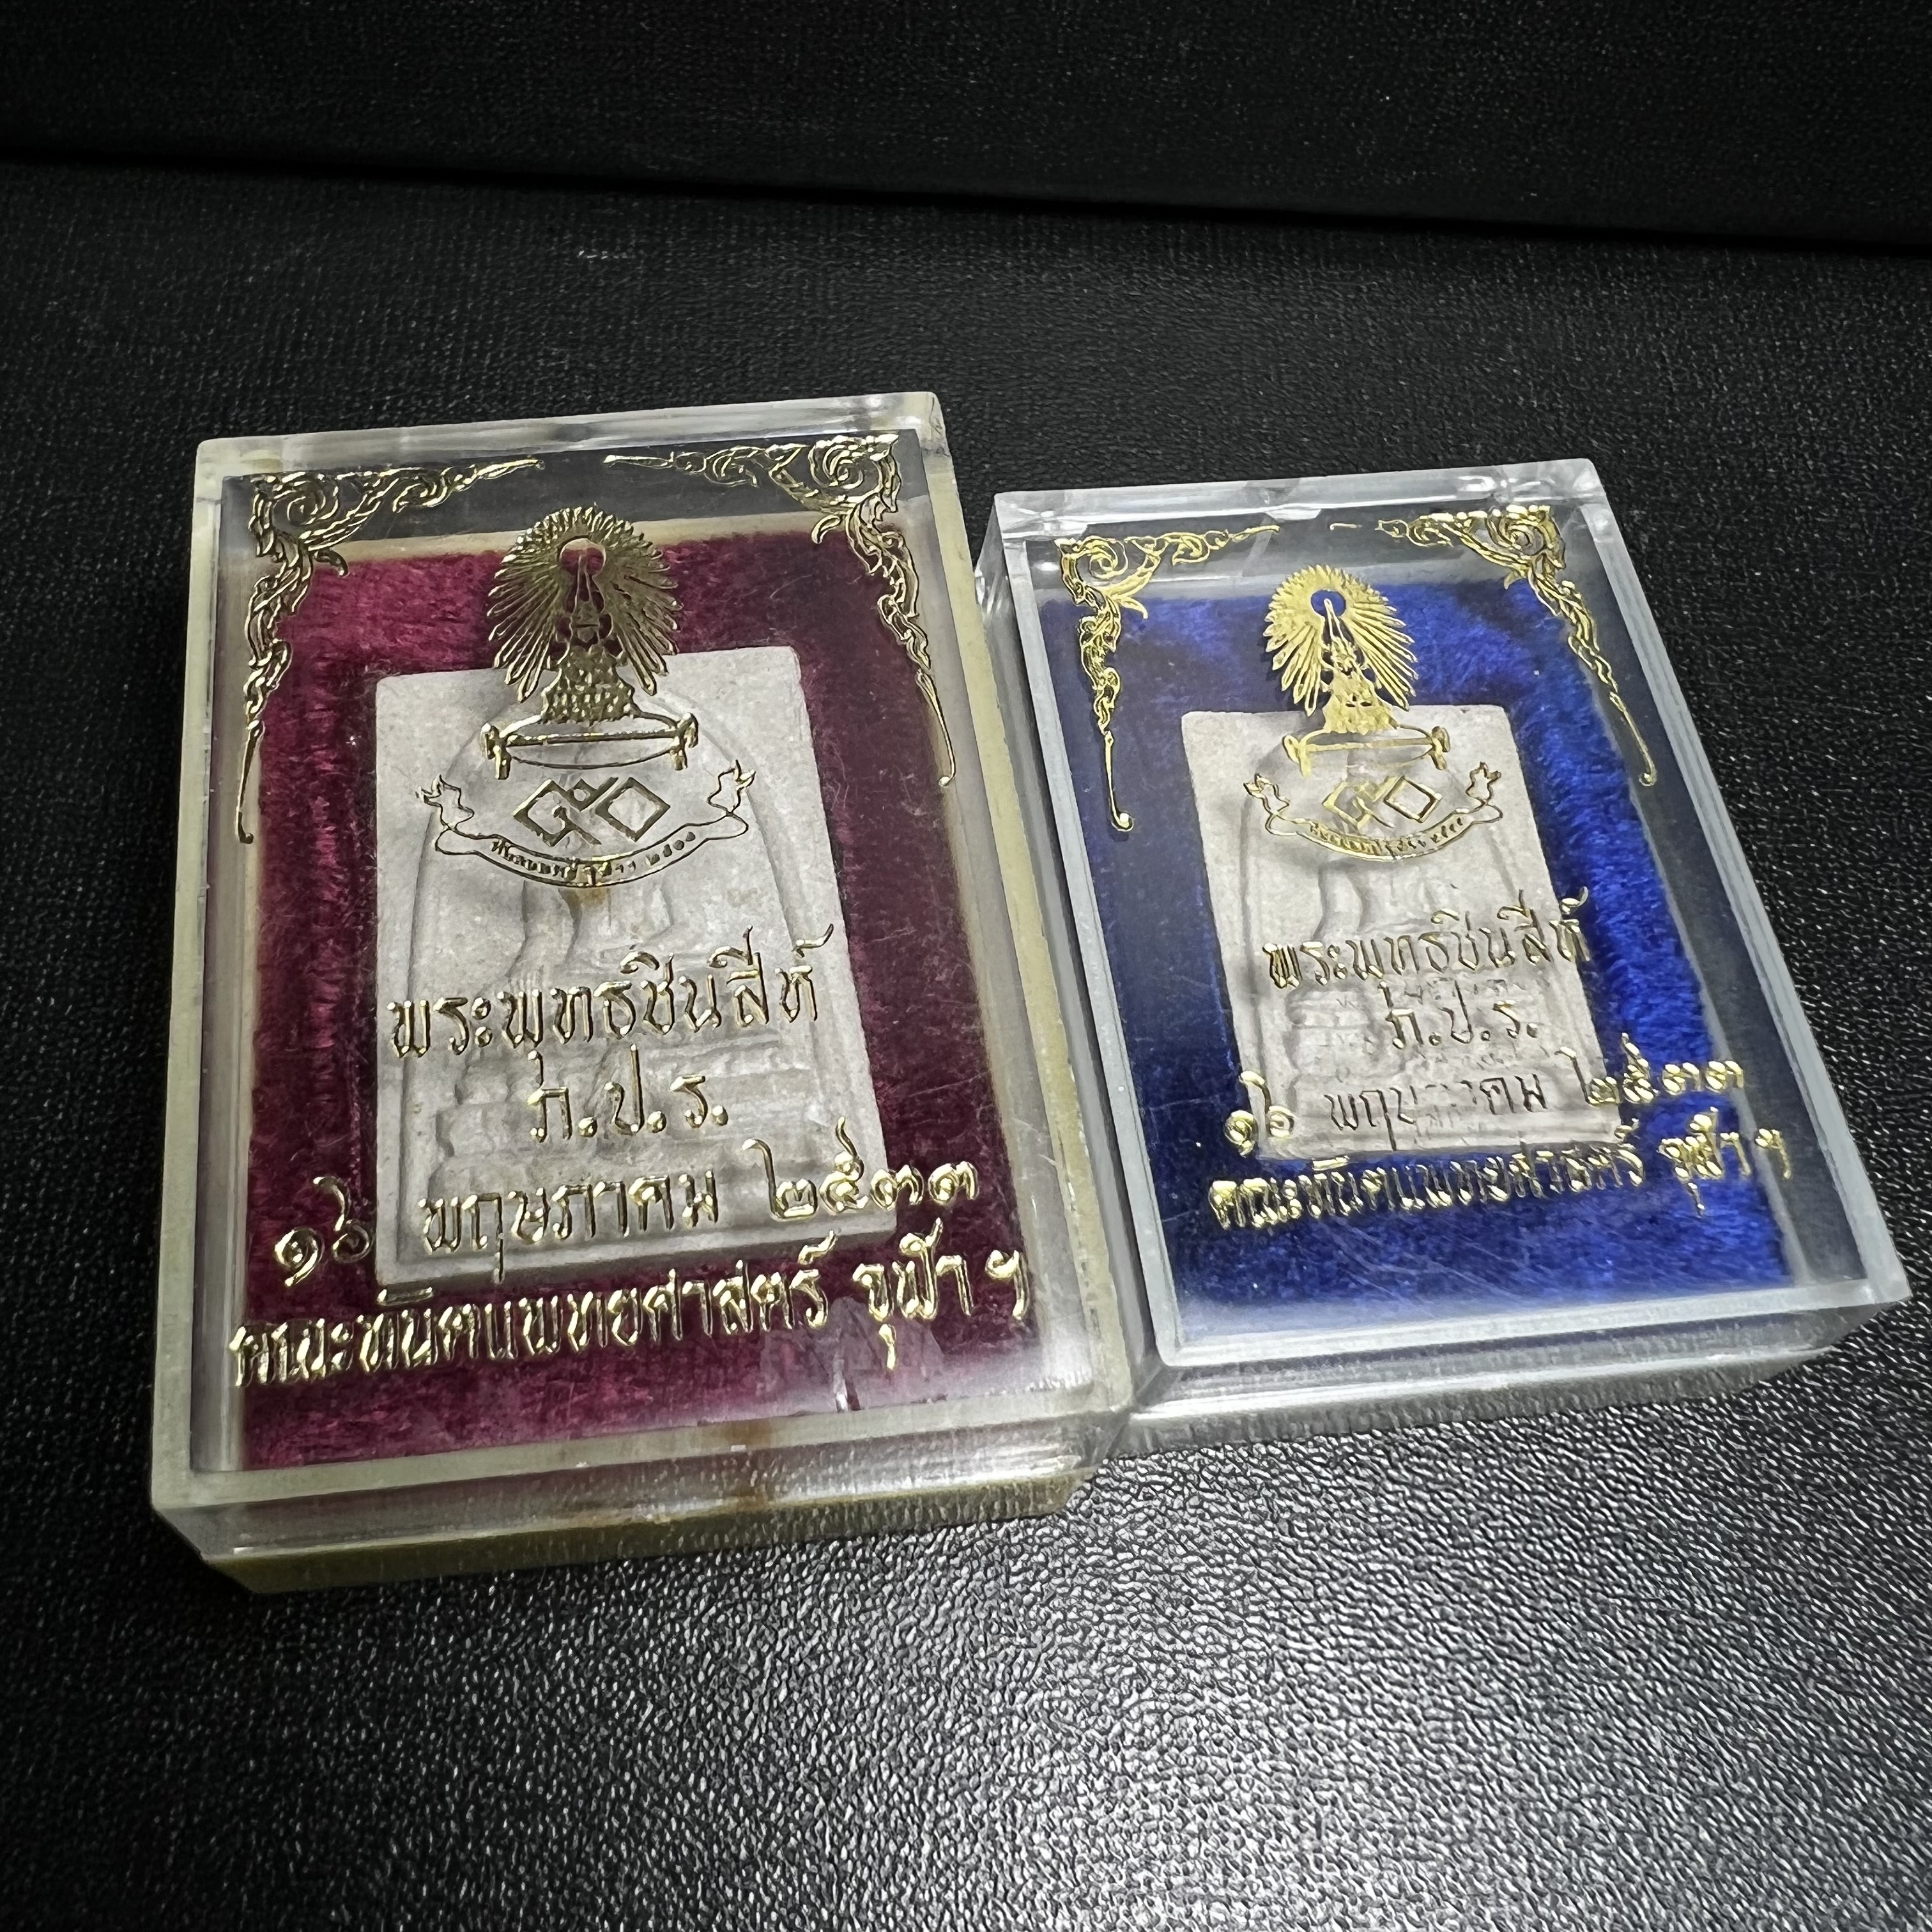 ๕๐
พระพุทธชินสีห์
ภ.ป.ร.
๑๖ พฤษภาคม ๒๕๓๓
คณะทันตแพทยศาสตร์ จุฬาฯ
๕๐
พระพุทธชินสีห์
ภ.ป.ร.
๑๖ พฤษภาคม ๒๕๓๓
คณะทันตแพทยศาสตร์ จุฬาฯ